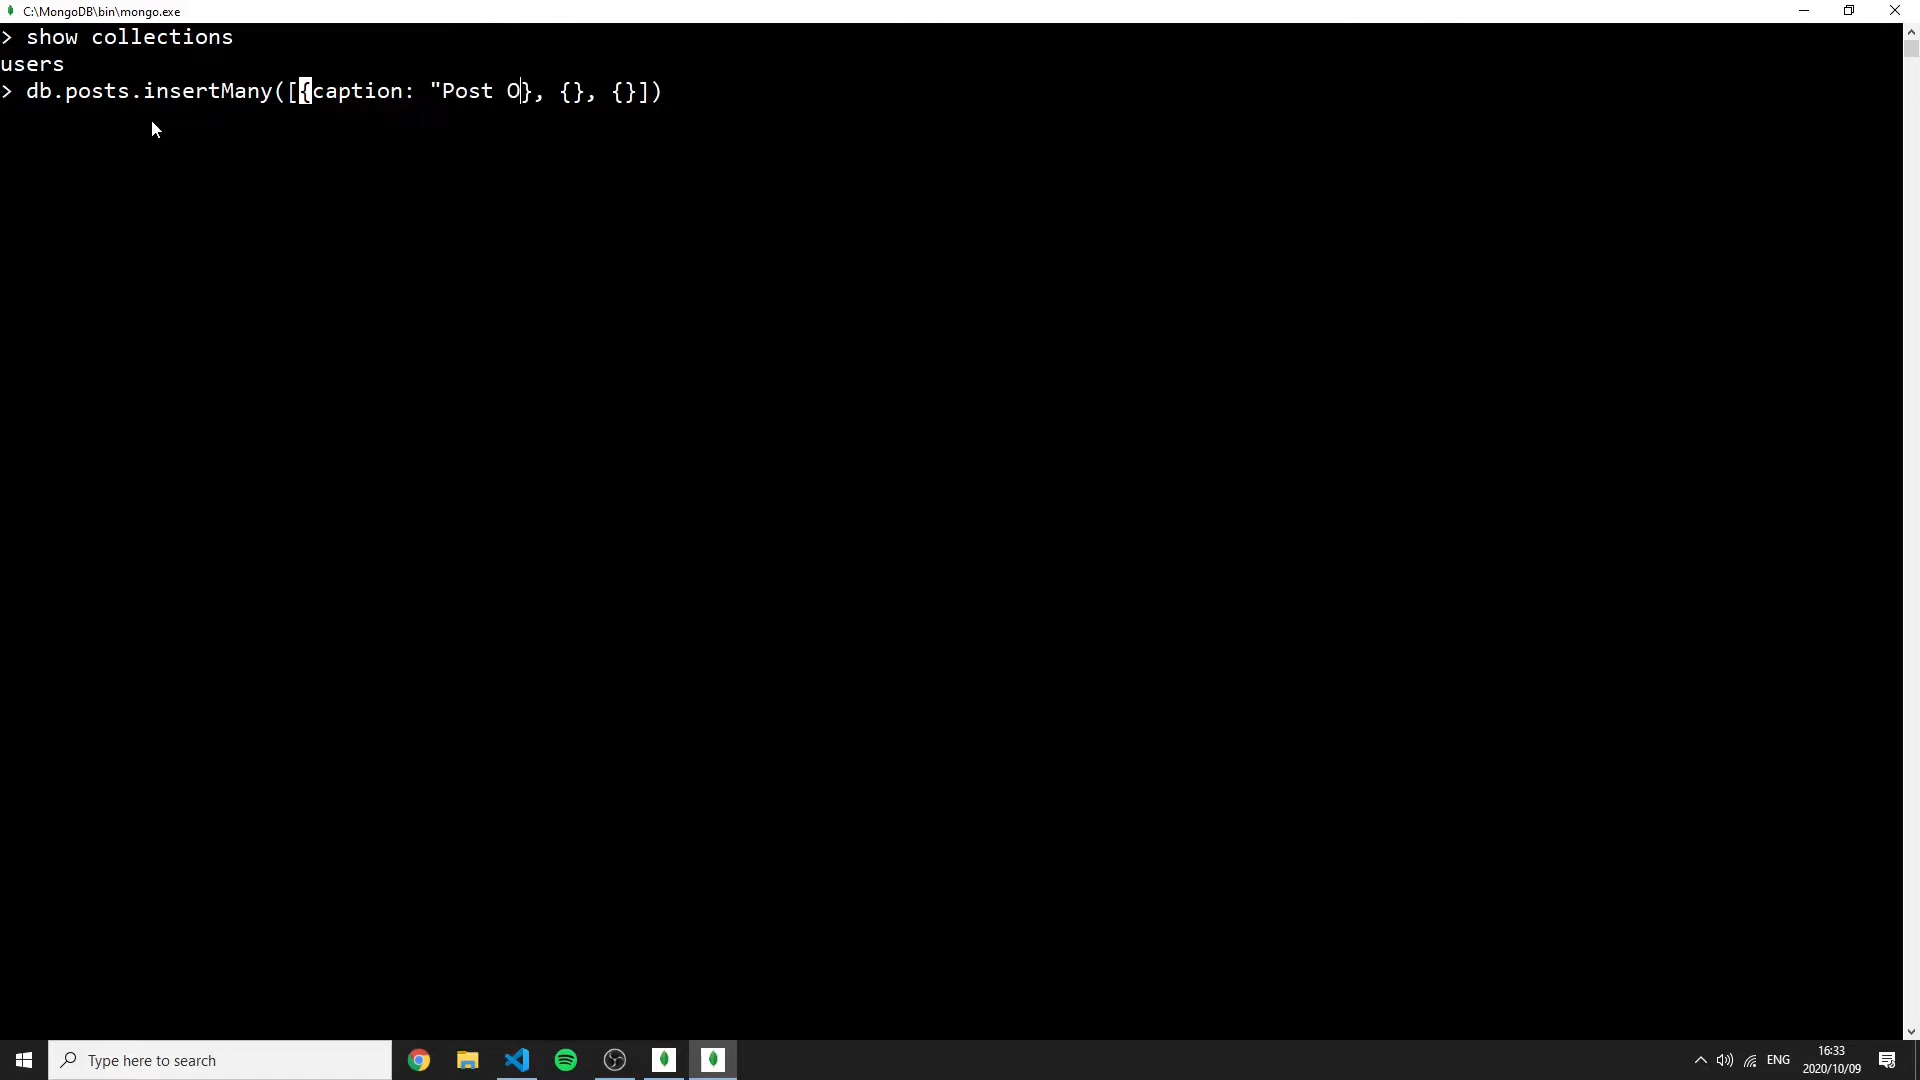 C:\MongoDB\bin\mongo.exe
> show collections
users
> db.posts.insertMany([{caption: "Post O}, {}, {}])
Type here to search
ENG
16:33
2020/10/09